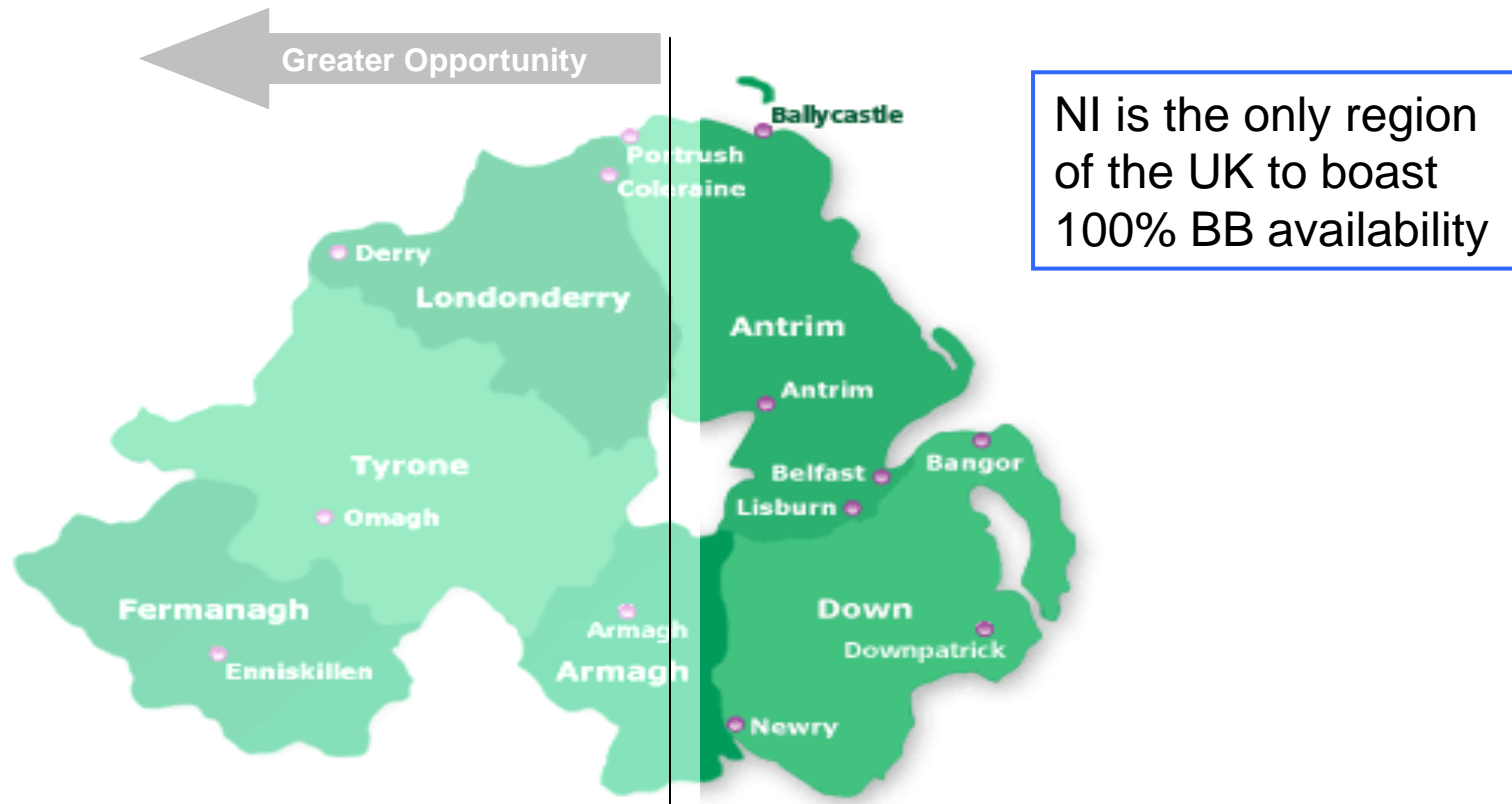 Greater Opportunity
NI is the only region
of the UK to boast
100% BB availability
Ballycastle
Portrush
Coleraine
Derry
Londonderry
Antrim
Antrim
Belfast
Bangor
Lisburn
Tyrone
Omagh
Fermanagh
Enniskillen
Armagh
Armagh
Down
Downpatrick
Newry